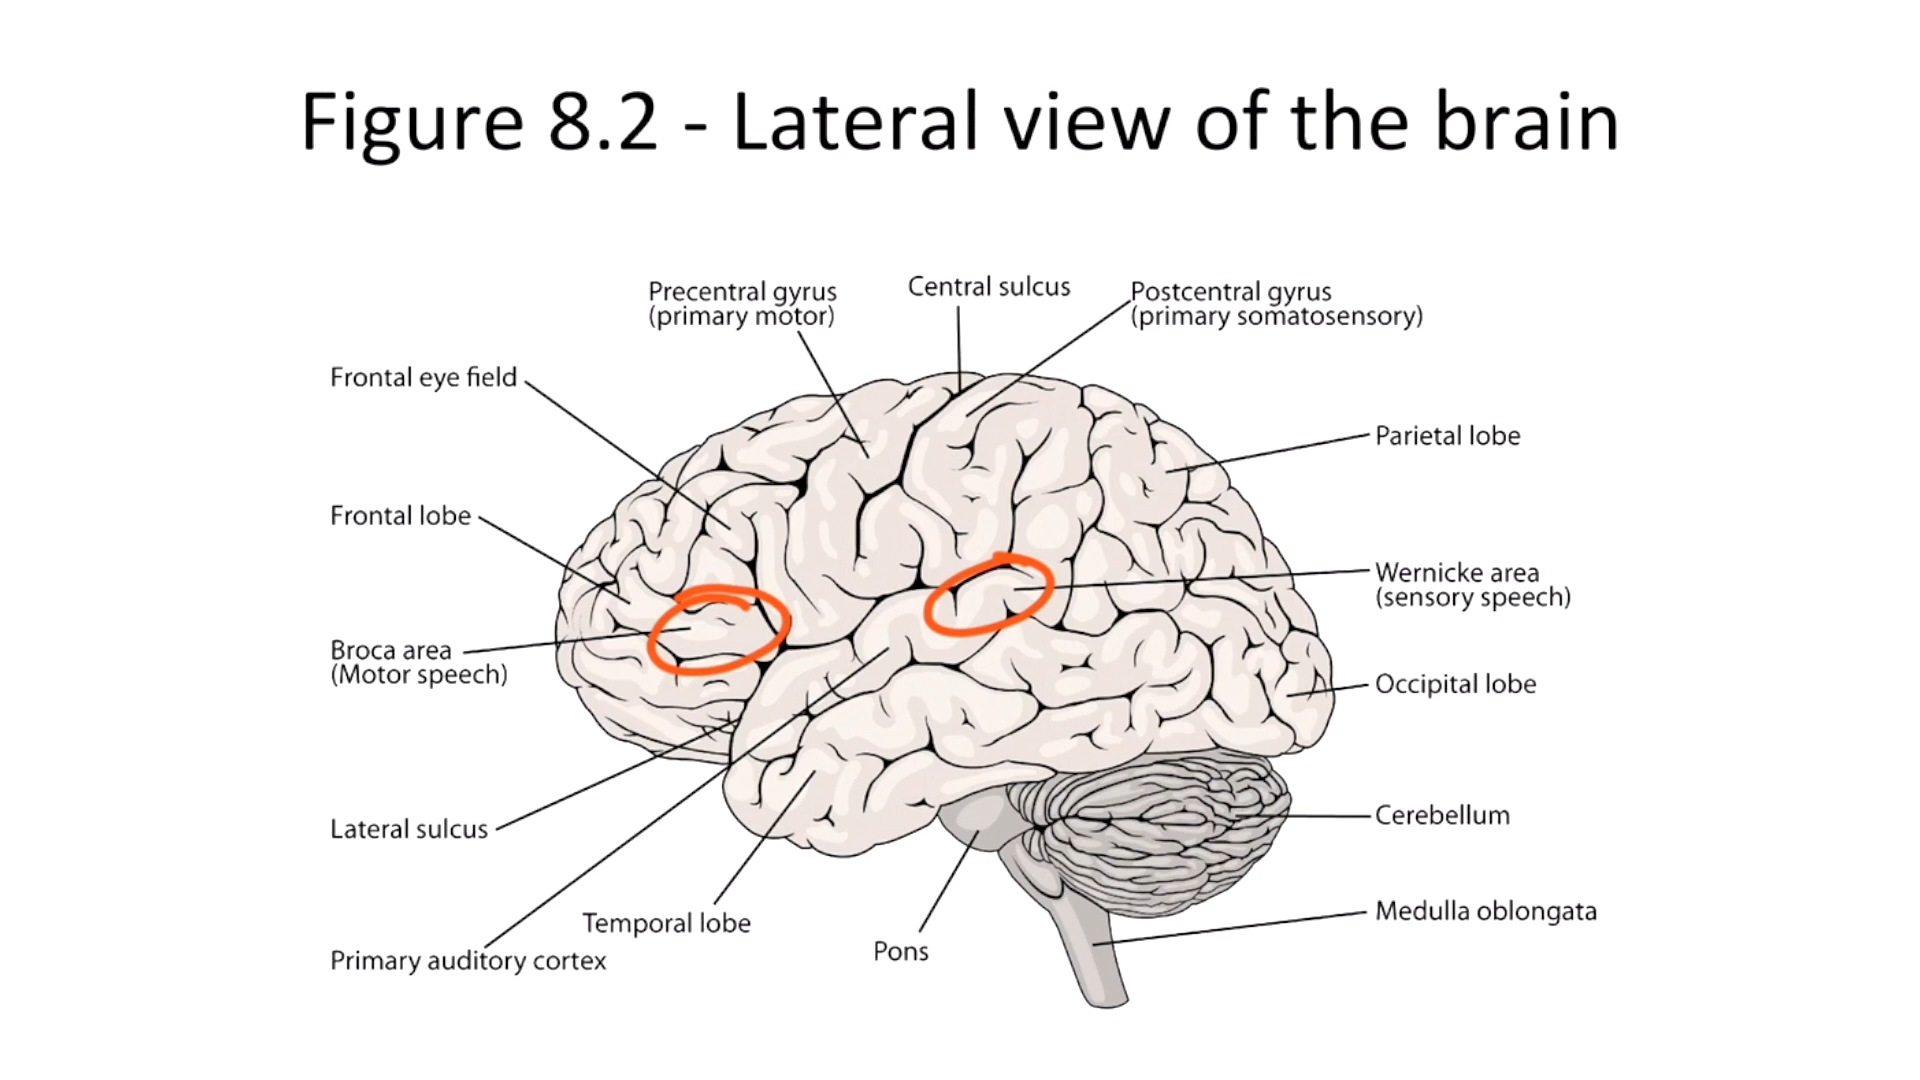 Figure 8.2 - Lateral view of the brain
Precentral gyrus
(primary motor)
Central sulcus
Postcentral gyrus
(primary somatosensory)
Frontal eye field
Parietal lobe
Frontal lobe
Wernicke area
(sensory speech)
Broca area
(Motor speech)
Occipital lobe
Lateral sulcus
Cerebellum
Temporal lobe
Medulla oblongata
Primary auditory cortex
Pons